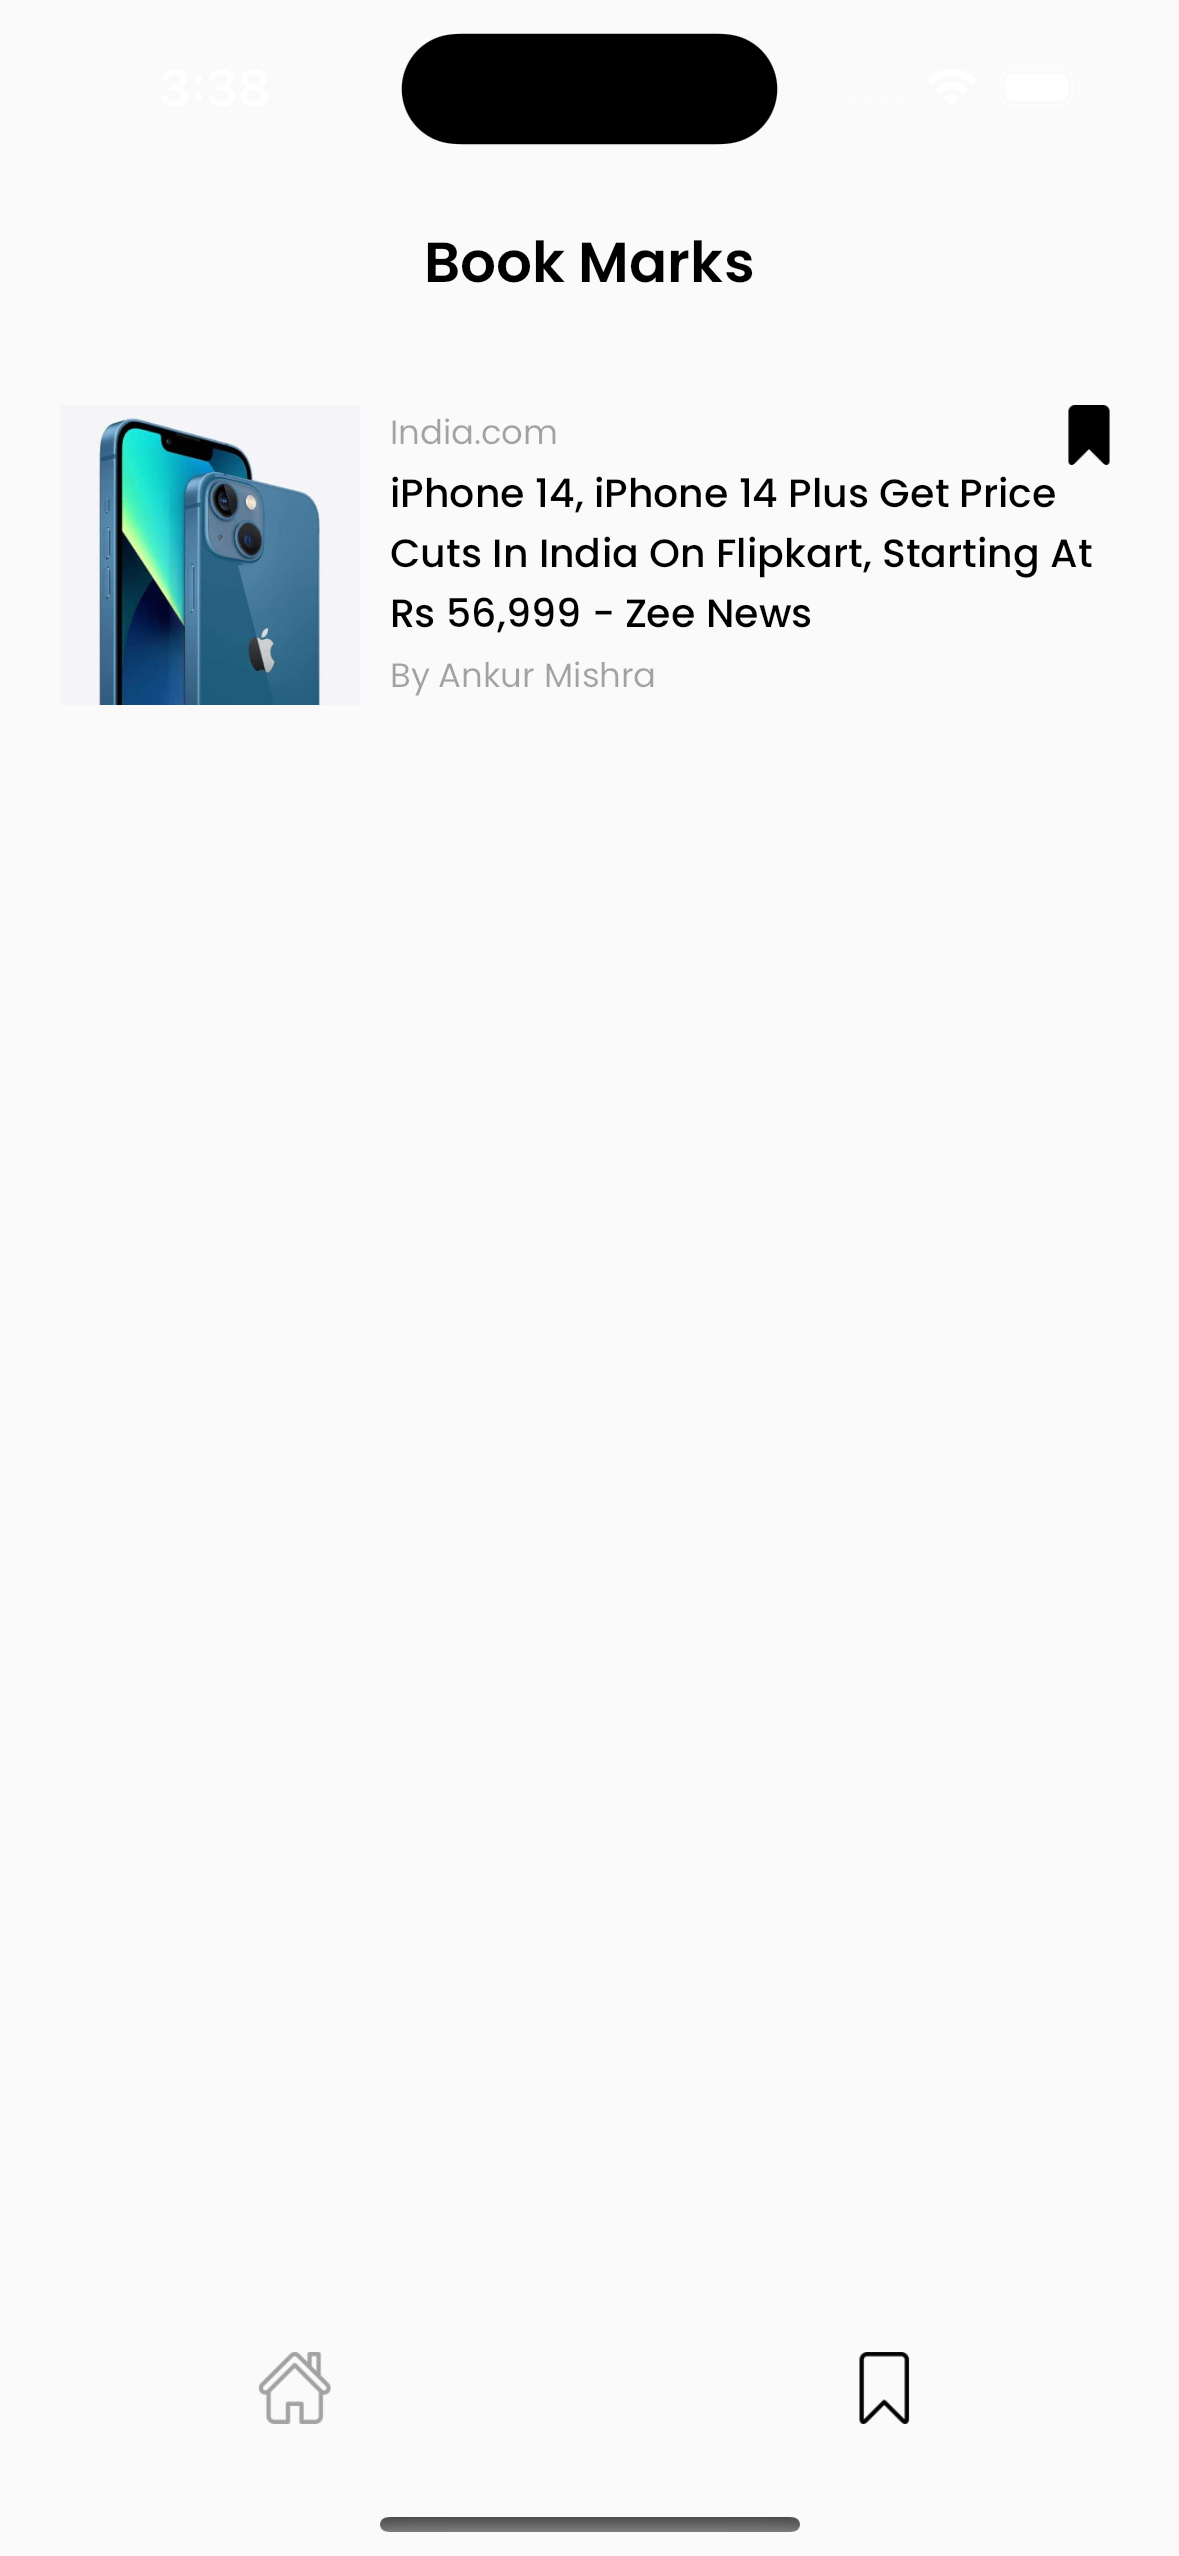 3:38
Book Marks
India.com
iPhone 14, iPhone 14 Plus Get Price
Cuts In India On Flipkart, Starting At
Rs 56,999 - Zee News
By Ankur Mishra